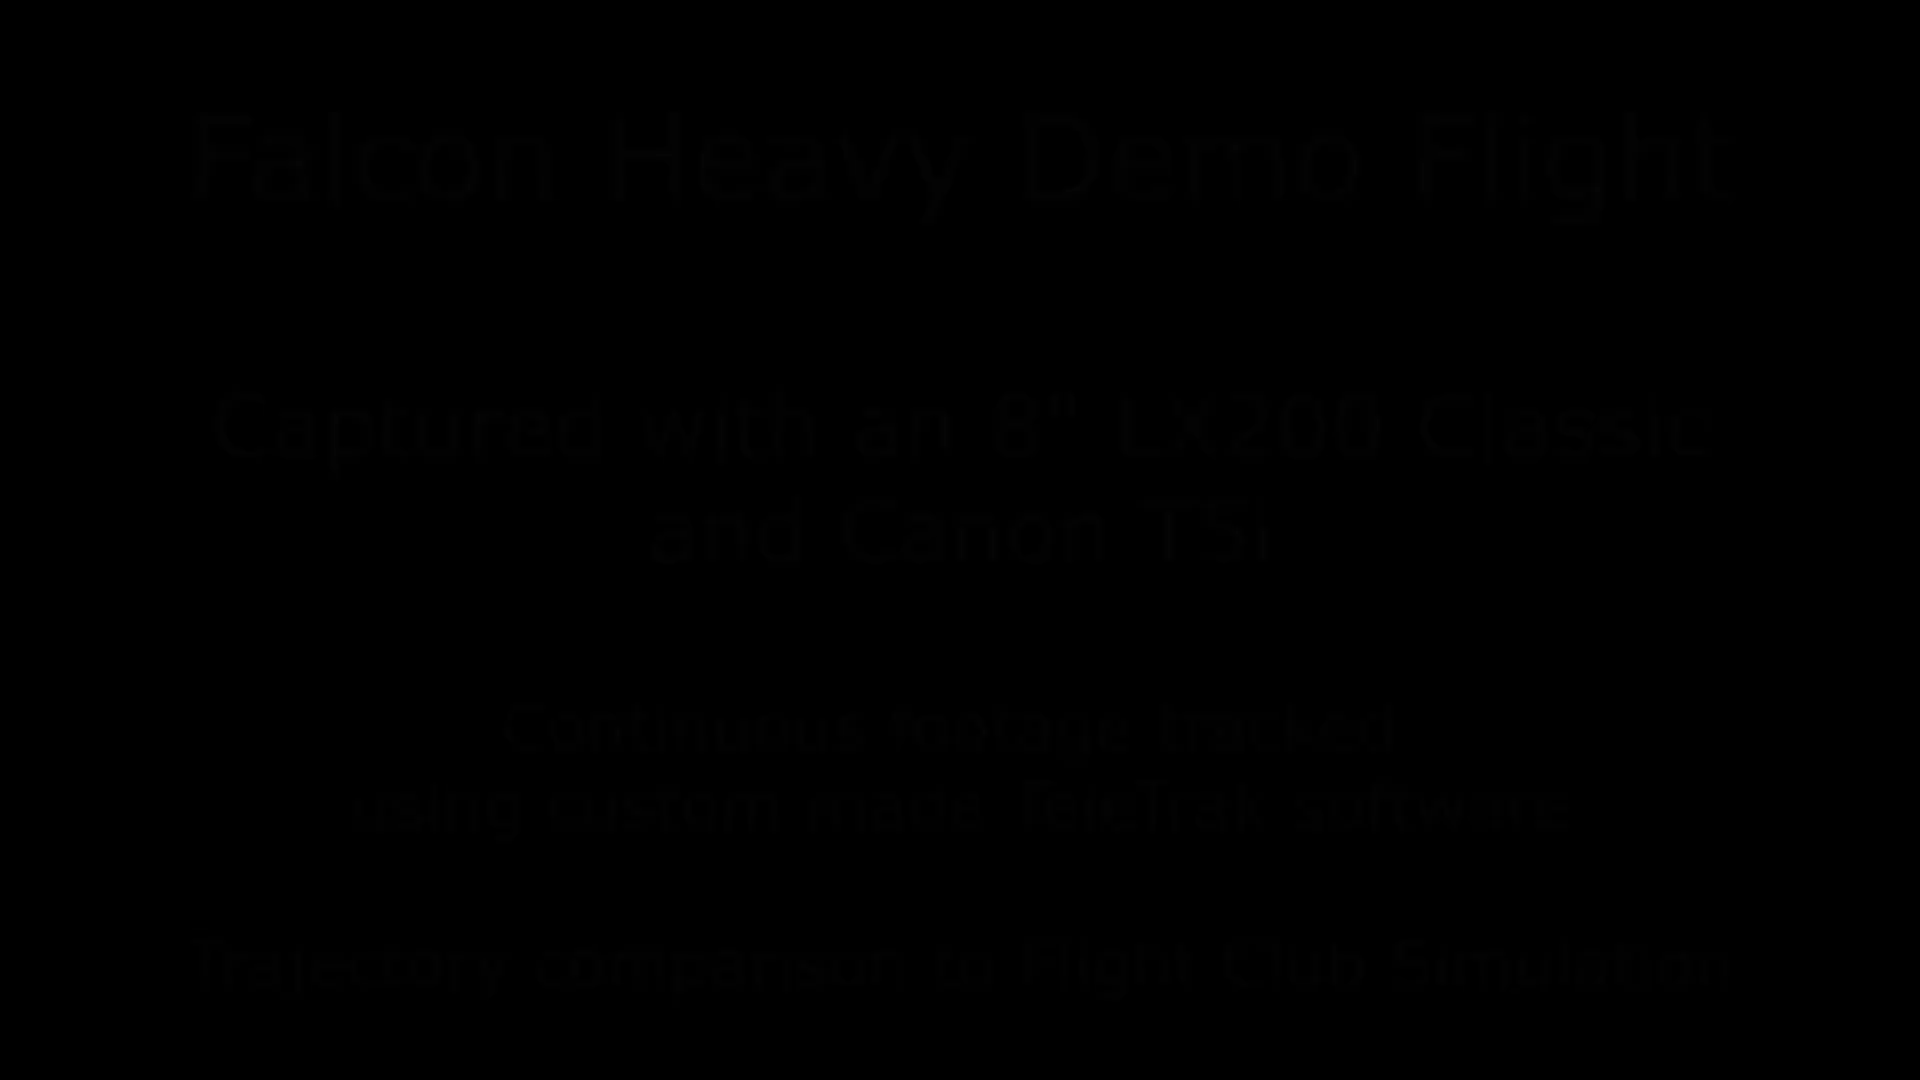 Falcon Heavy Demo Flight
Captured with an 8" LX200 Classic
and Canon T5i
Continuous footage tracked
using custom made TeleTrak software
Trajectory comparison to Flight Club Simulation